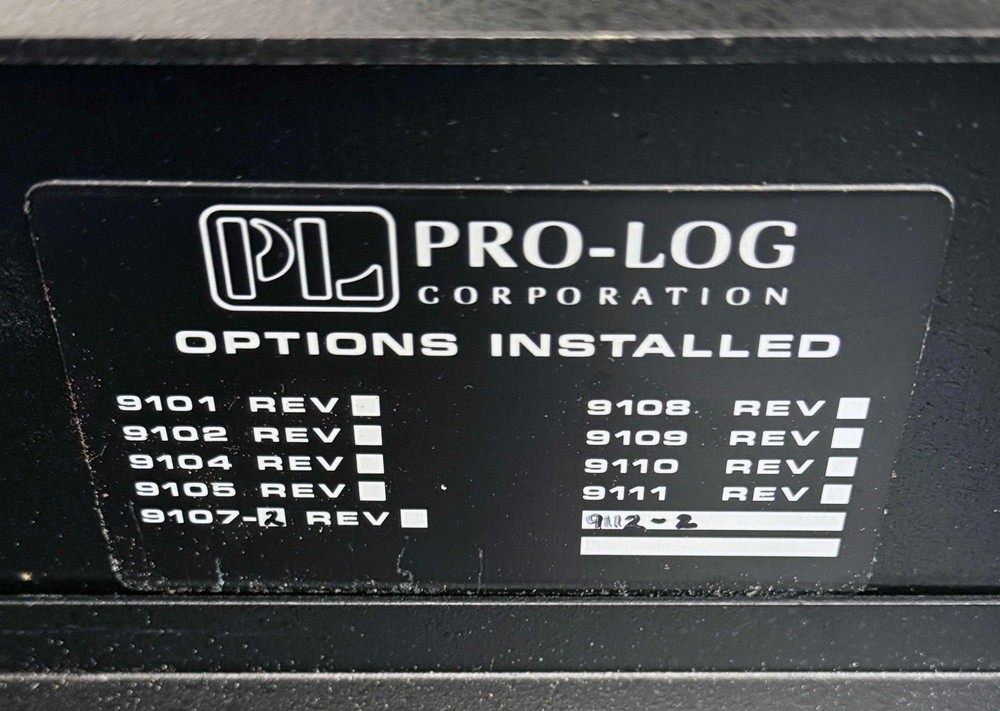 PL PRO-LOG
CORPORATION
OPTIONS INSTALLED
9101 REV
9102 REV
9104 REV
9105 REV
9107-2 REV
9108 REV
9109 REV
9110 REV
9111 REV
9112-2